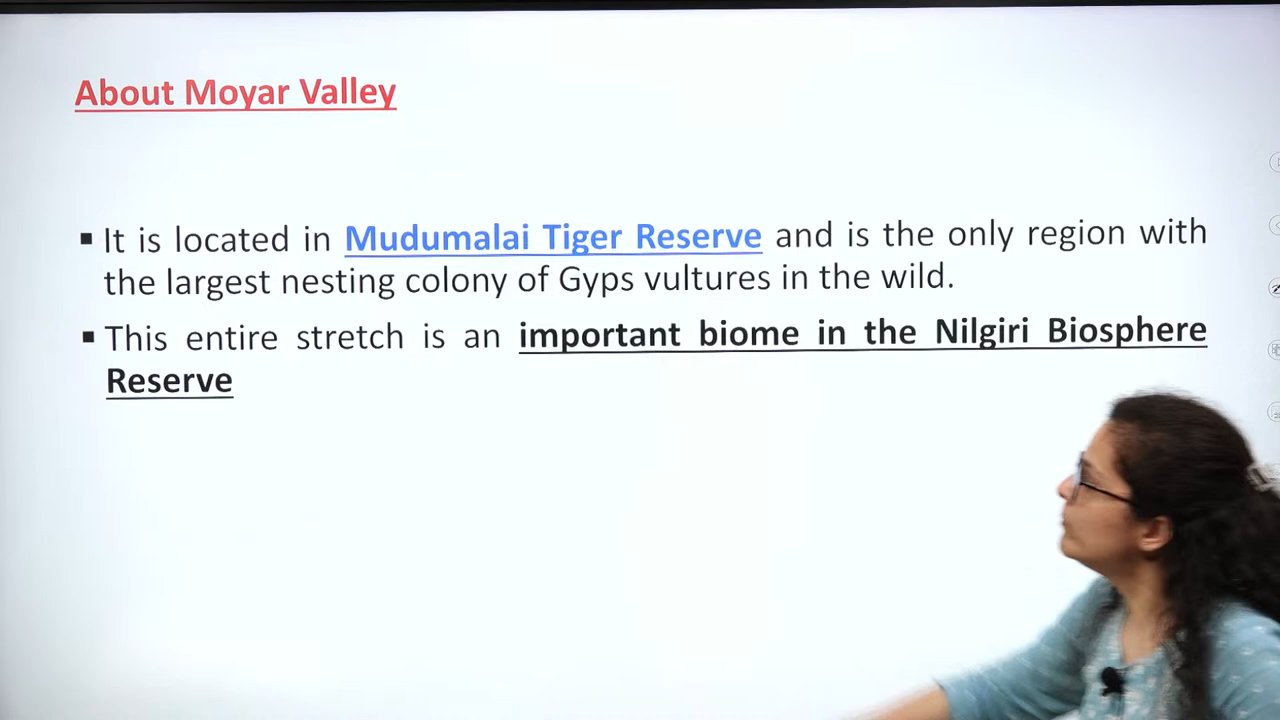 About Moyar Valley
▪ It is located in Mudumalai Tiger Reserve and is the only region with
the largest nesting colony of Gyps vultures in the wild.
▪ This entire stretch is an important biome in the Nilgiri Biosphere
Reserve